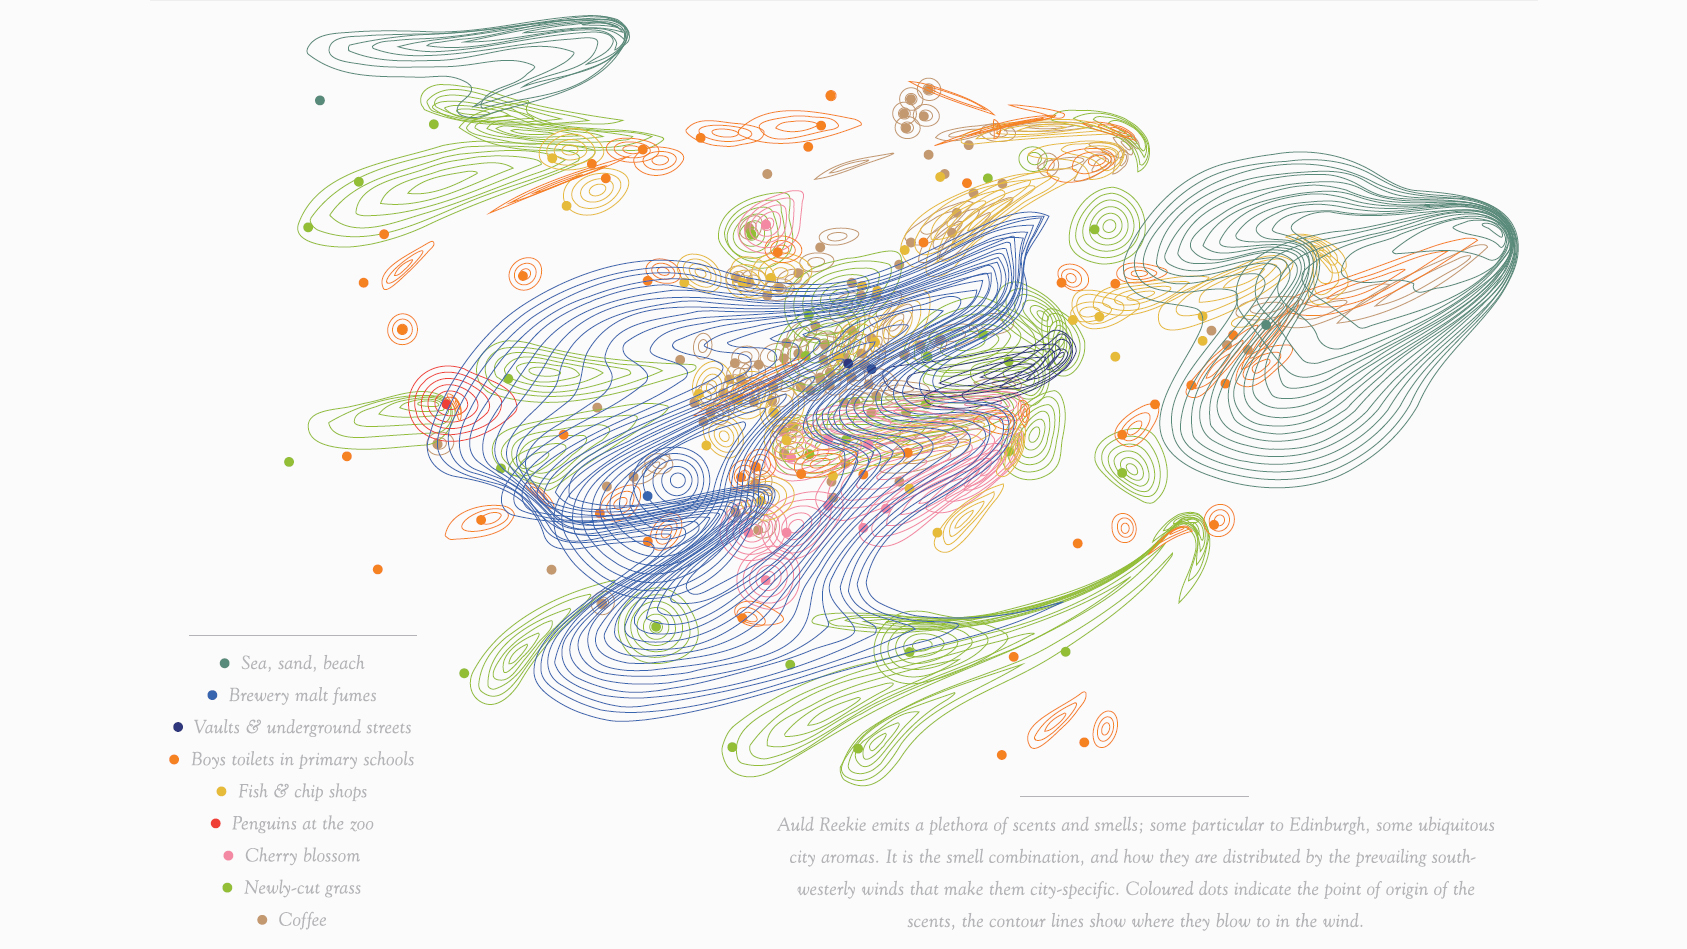 Sea, sand, beach
Brewery malt fumes
Vaults & underground streets
Boys toilets in primary schools
Fish & chip shops
Penguins at the zoo
Cherry blossom
Newly-cut grass
Coffee
Auld Reekie emits a plethora of scents and smells; some particular to Edinburgh, some ubiquitous
city aromas. It is the smell combination, and how they are distributed by the prevailing south-
westerly winds that make them city-specific. Coloured dots indicate the point of origin of the
scents, the contour lines show where they blow to in the wind.